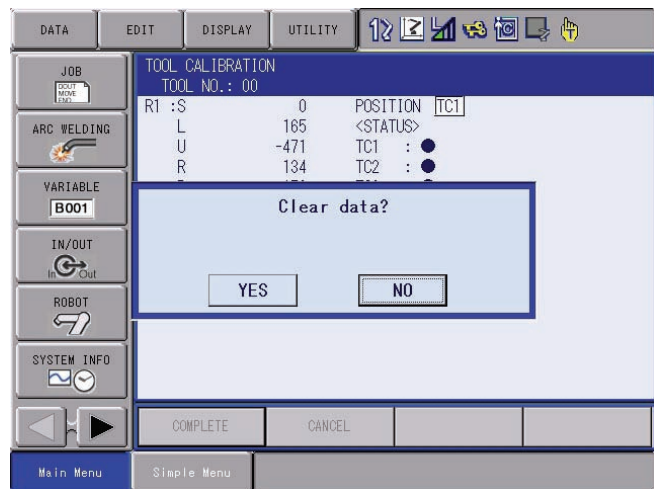 DATA EDIT DISPLAY UTILITY 12
JOB
DOUT
MOVE
END
ARC WELDING
VARIABLE
B001
IN/OUT
In Out
ROBOT
SYSTEM INFO
TOOL CALIBRATION
TOOL NO.: 00
R1 :S 0 POSITION TC1
L 165 <STATUS>
U -471 TC1 : ●
R 134 TC2 : ●
Clear data?
YES NO
COMPLETE CANCEL
Main Menu Simple Menu